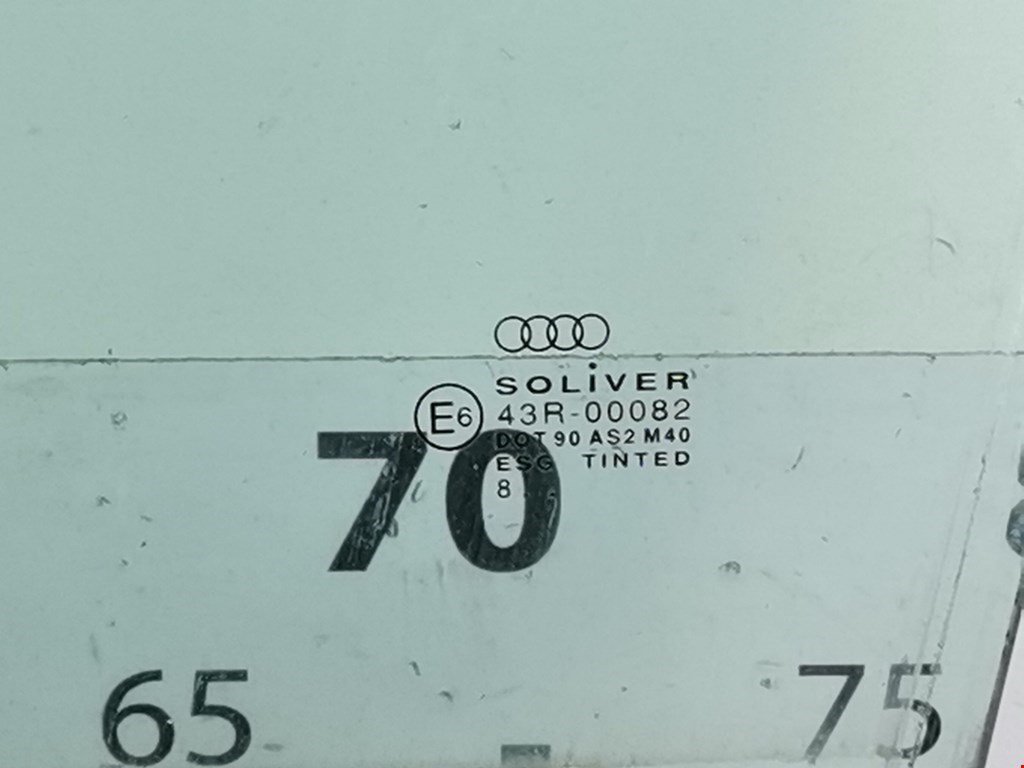 SOLiVER
E6 43R-00082
DOT 90 AS2 M40
ESG TINTED
8
70
65 75